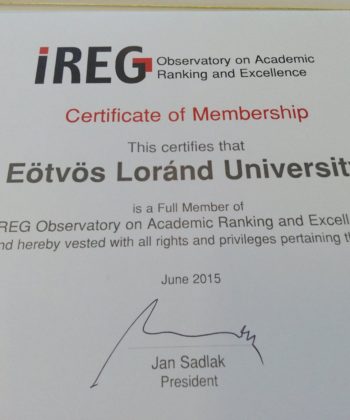 iREG Observatory on Academic
Ranking and Excellence
Certificate of Membership
This certifies that
Eötvös Loránd Universit
is a Full Member of
REG Observatory on Academic Ranking and Excell
nd hereby vested with all rights and privileges pertaining th
June 2015
Jan Sadlak
President